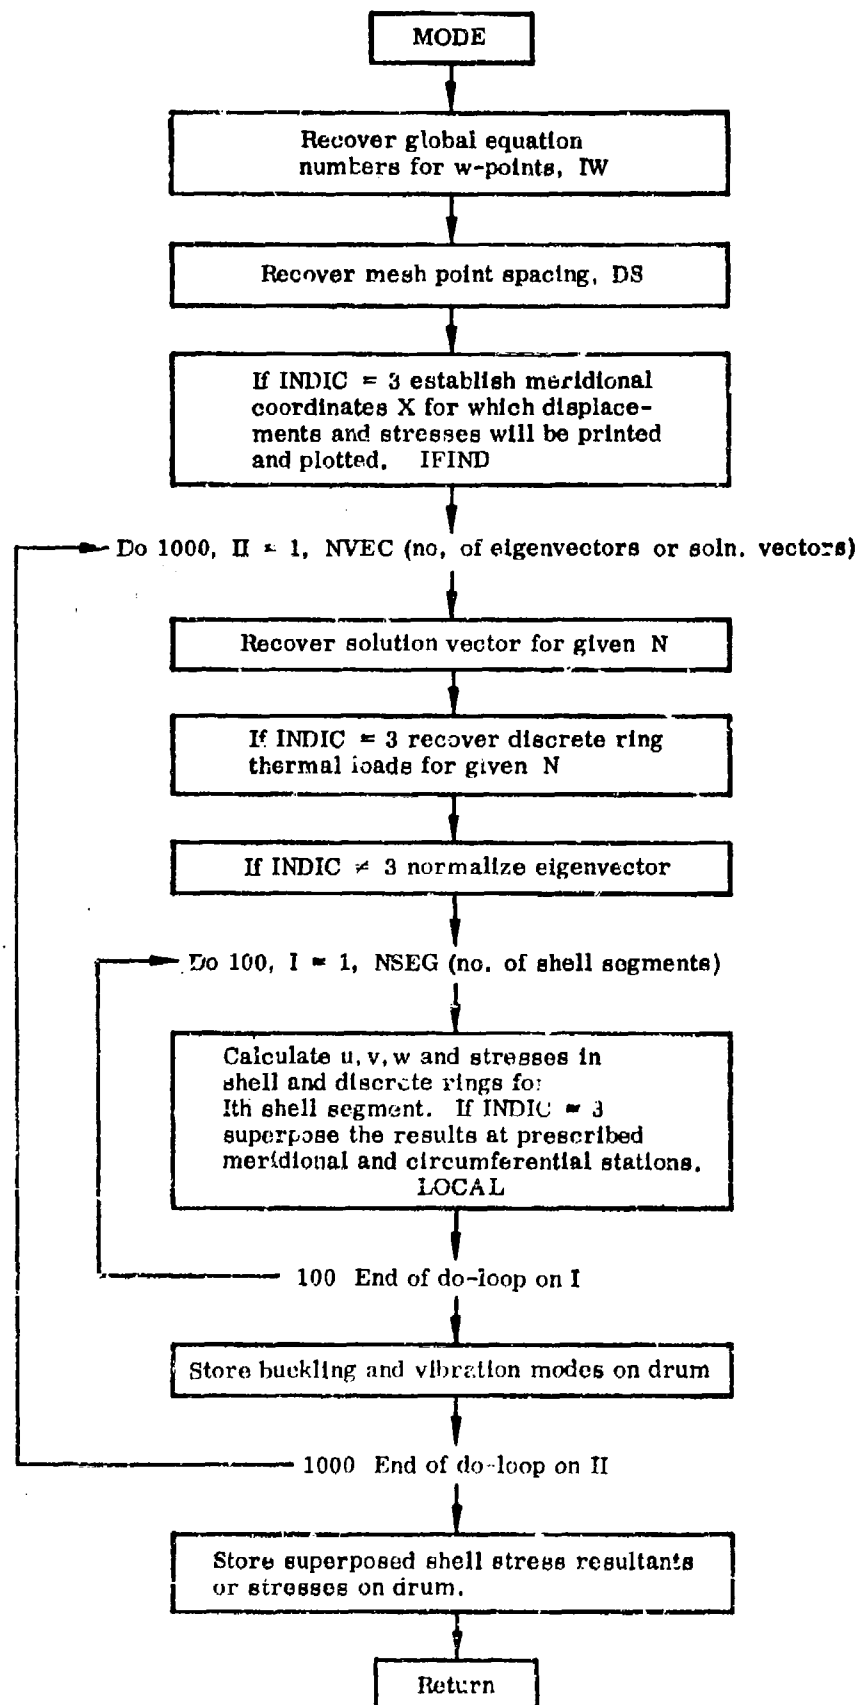 MODE
Recover global equation
numbers for w-points, IW
Recover mesh point spacing, DS
If INDIC = 3 establish meridional
coordinates X for which displace-
ments and stresses will be printed
and plotted. IFIND
Do 1000, II = 1, NVEC (no. of eigenvectors or soln. vectors)
Recover solution vector for given N
If INDIC = 3 recover discrete ring
thermal loads for given N
If INDIC ≠ 3 normalize eigenvector
Do 100, I = 1, NSEG (no. of shell segments)
Calculate u, v, w and stresses in
shell and discrete rings for
Ith shell segment. If INDIC = 3
superpose the results at prescribed
meridional and circumferential stations.
LOCAL
100 End of do-loop on I
Store buckling and vibration modes on drum
1000 End of do-loop on II
Store superposed shell stress resultants
or stresses on drum.
Return